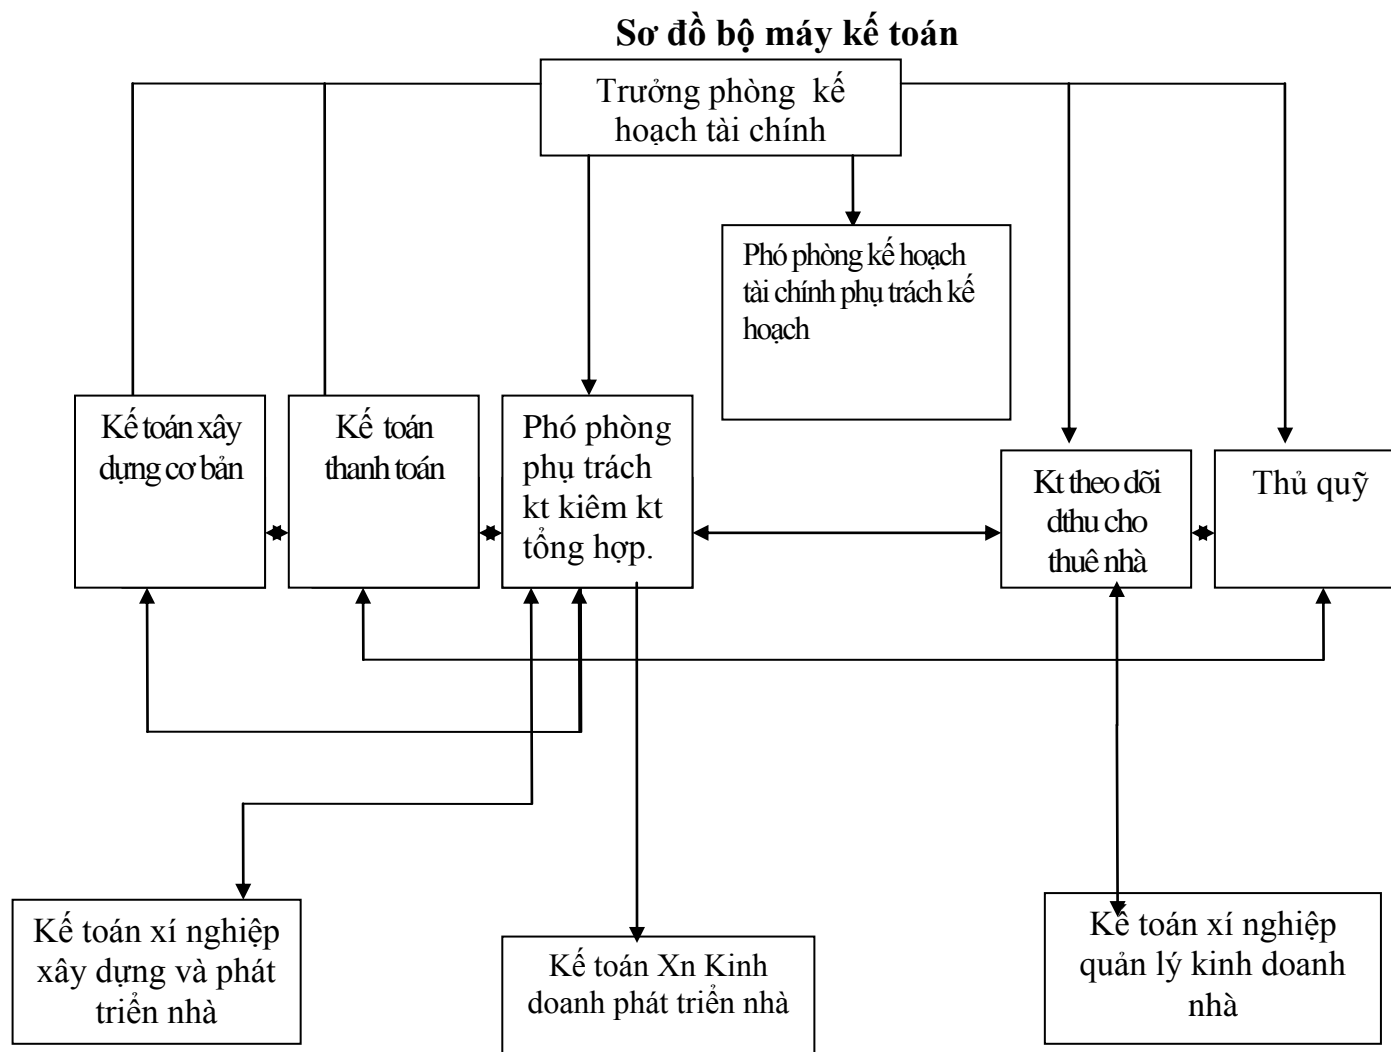 Sơ đồ bộ máy kế toán
Trưởng phòng kế
hoạch tài chính
Phó phòng kế hoạch
tài chính phụ trách kế
hoạch
Kế toán xây
dựng cơ bản
Kế toán
thanh toán
Phó phòng
phụ trách
kt kiêm kt
tổng hợp.
Kt theo dõi
dthu cho
thuê nhà
Thủ quỹ
Kế toán xí nghiệp
xây dựng và phát
triển nhà
Kế toán Xn Kinh
doanh phát triển nhà
Kế toán xí nghiệp
quản lý kinh doanh
nhà